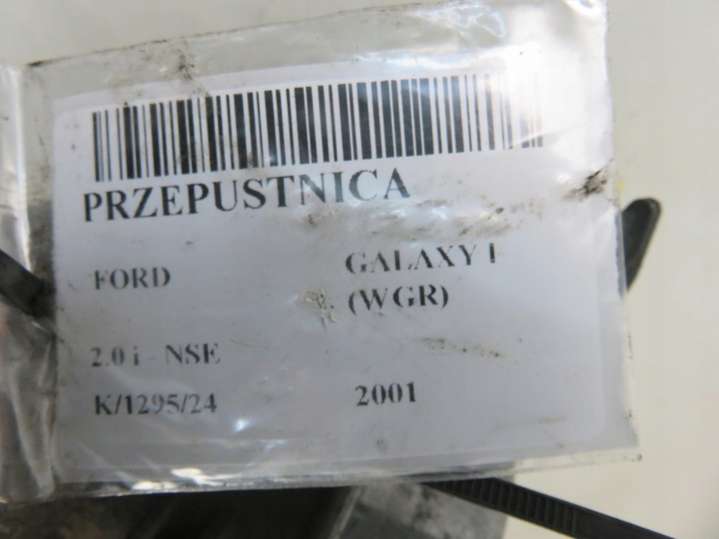 PRZEPUSTNICA
FORD GALAXY I
(WGR)
2.0 i - NSE
K/1295/24 2001